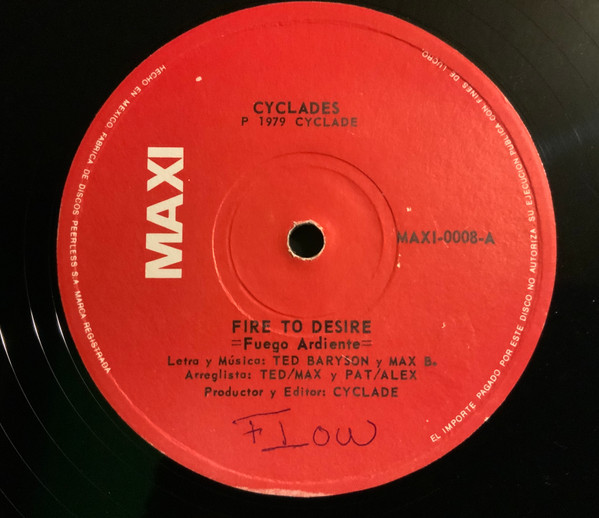 CYCLADES
P 1979 CYCLADE
MAXI
MAXI-0008-A
FIRE TO DESIRE
=Fuego Ardiente=
Letra y Música: TED BARYSON y MAX B.
Arreglista: TED/MAX y PAT/ALEX
Productor y Editor: CYCLADE
FLOW
HECHO EN MEXICO. FABRICA DE DISCOS PEERLESS S.A. MARCA REGISTRADA
EL IMPORTE PAGADO POR ESTE DISCO NO AUTORIZA SU EJECUCION PUBLICA CON FINES DE LUCRO.